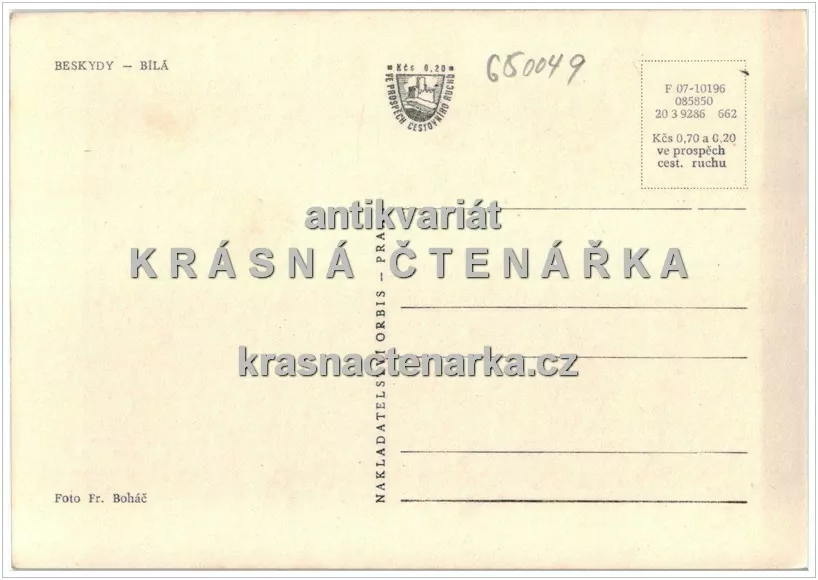 BESKYDY — BÍLÁ
Kčs 0,20
VE PROSPĚCH CESTOVNÍHO RUCHU
650049
F 07-10196
085850
20 3 9286 662
Kčs 0,70 a 0,20
ve prospěch
cest. ruchu
antikvariát
KRÁSNÁ ČTENÁŘKA
krasnactenarka.cz
NAKLADATELSTVÍ ORBIS — PRA
Foto Fr. Boháč